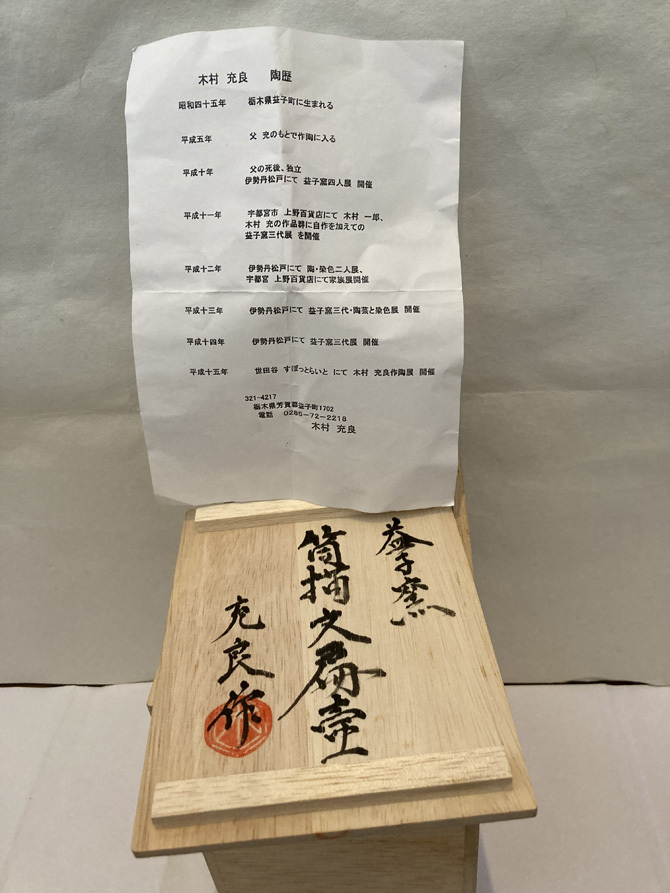 木村 充良 陶歴
昭和四十五年 栃木県益子町に生まれる
平成五年 父 充のもとで作陶に入る
平成十年 父の死後、独立
伊勢丹松戸にて 益子窯四人展 開催
平成十一年 宇都宮市 上野百貨店にて 木村 一郎、
木村 充の作品群に自作を加えての
益子窯三代展 を開催
平成十二年 伊勢丹松戸にて 陶・染色二人展、
宇都宮 上野百貨店にて家族展開催
平成十三年 伊勢丹松戸にて 益子窯三代・陶芸と染色展 開催
平成十四年 伊勢丹松戸にて 益子窯三代展 開催
平成十五年 世田谷 すぽっとらいと にて 木村 充良作陶展 開催
321-4217
栃木県芳賀郡益子町1702
電話 0285-72-2218
木村 充良
益子窯
筒描文扁壷
充良作